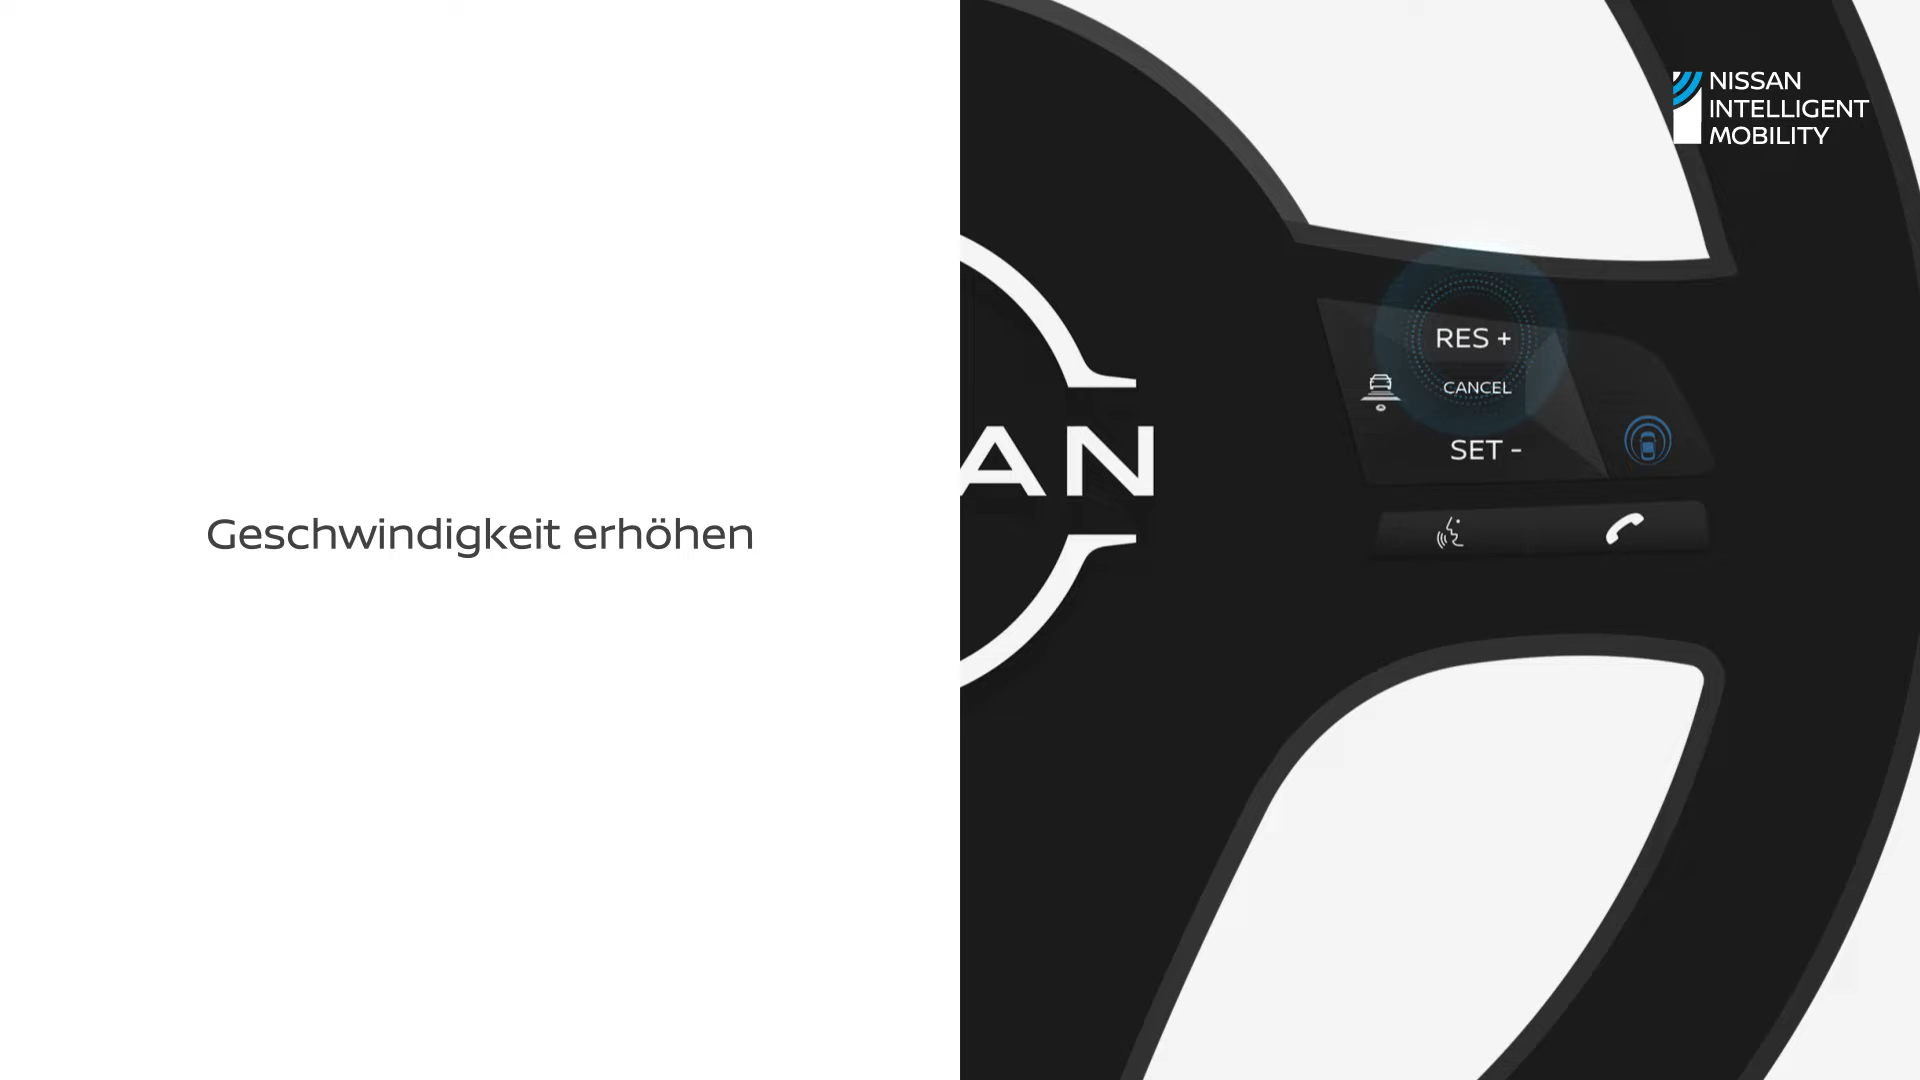 NISSAN
INTELLIGENT
MOBILITY
RES +
CANCEL
SET -
AN
Geschwindigkeit erhöhen